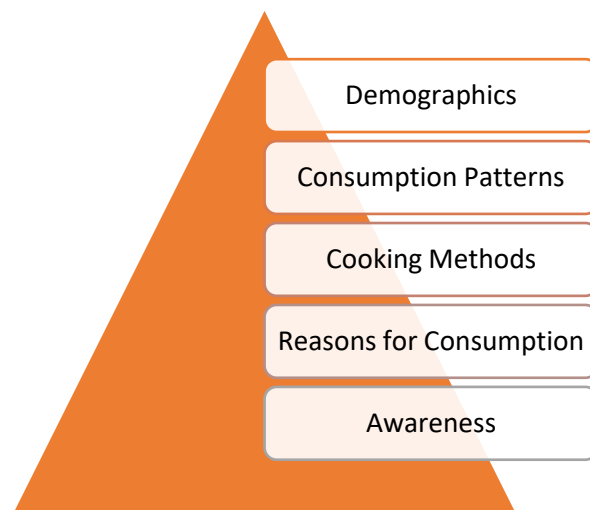 Demographics
Consumption Patterns
Cooking Methods
Reasons for Consumption
Awareness